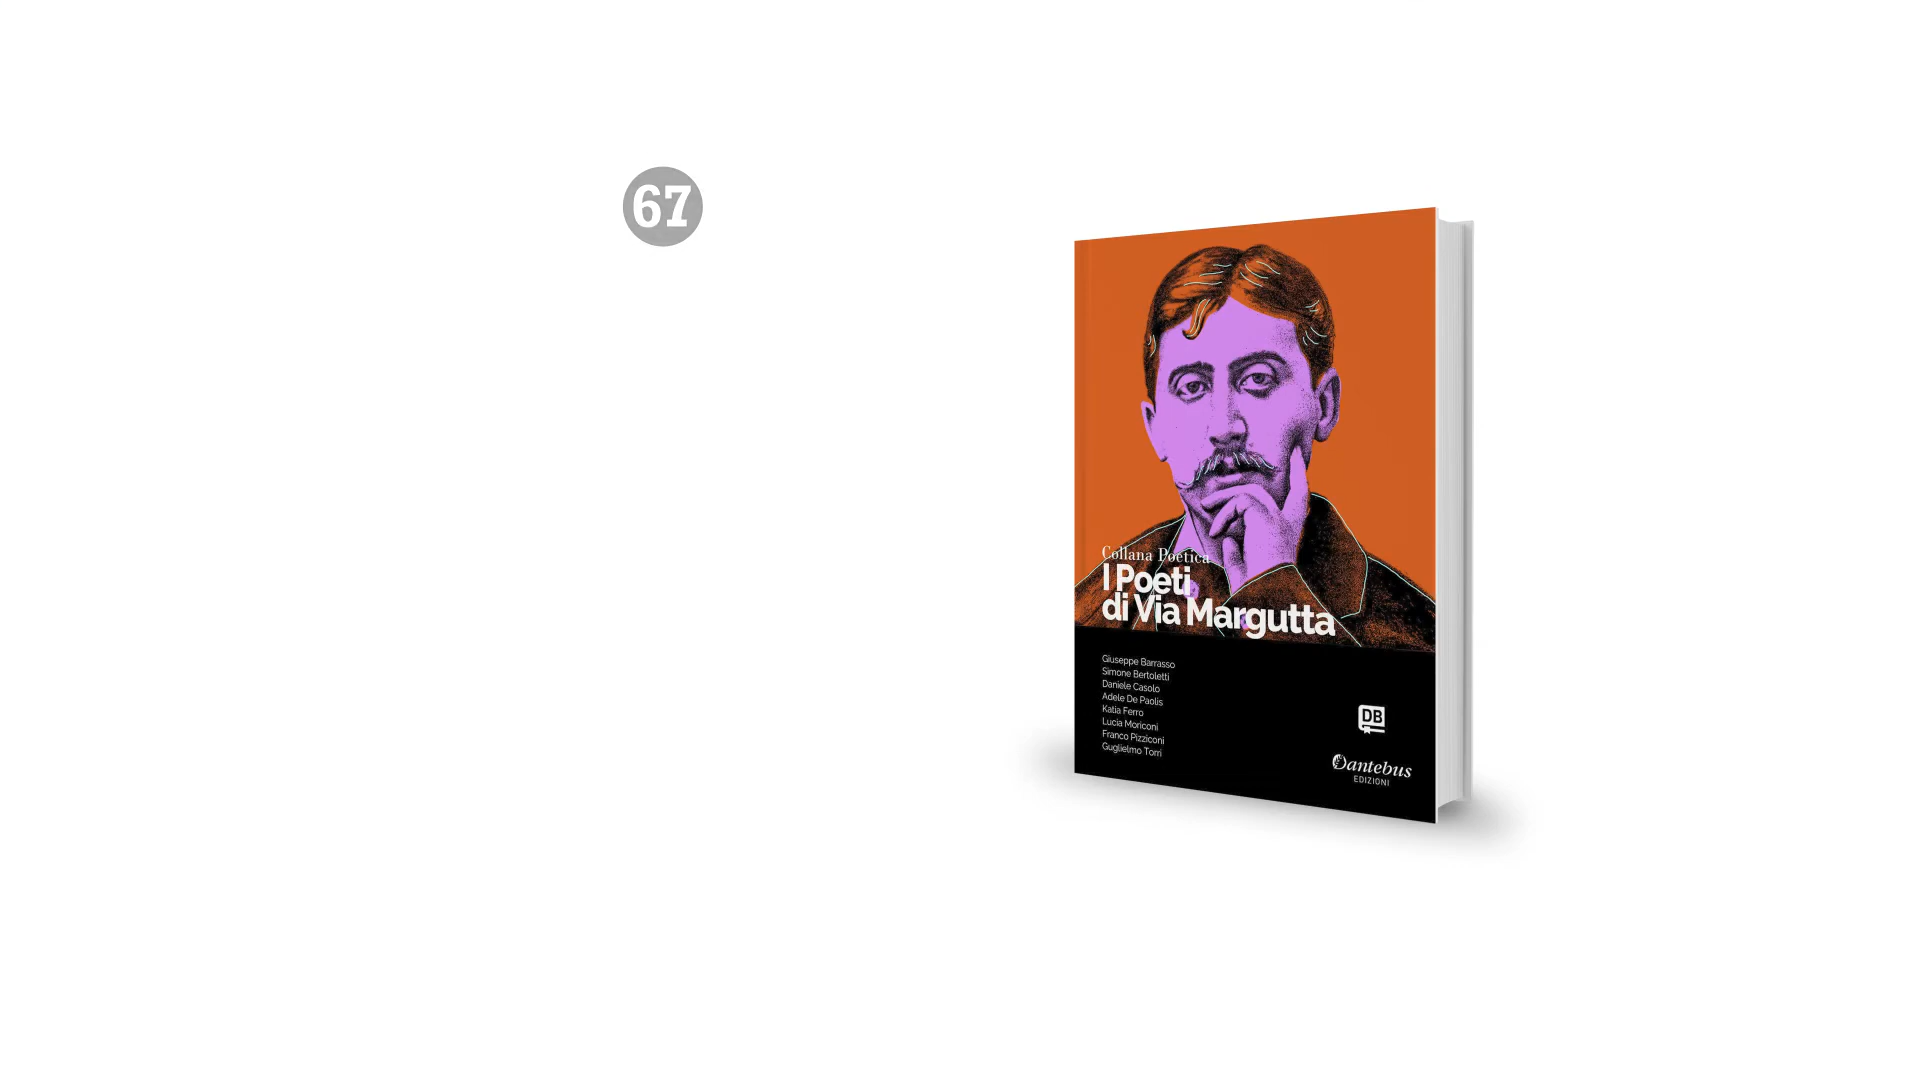 67
Collana Poetica
I Poeti
di Via Margutta
Giuseppe Barrasso
Simone Bertoletti
Daniele Casolo
Adele De Paolis
Katia Ferro
Lucia Moriconi
Franco Pizziconi
Guglielmo Torri
DB
Dantebus
EDIZIONI